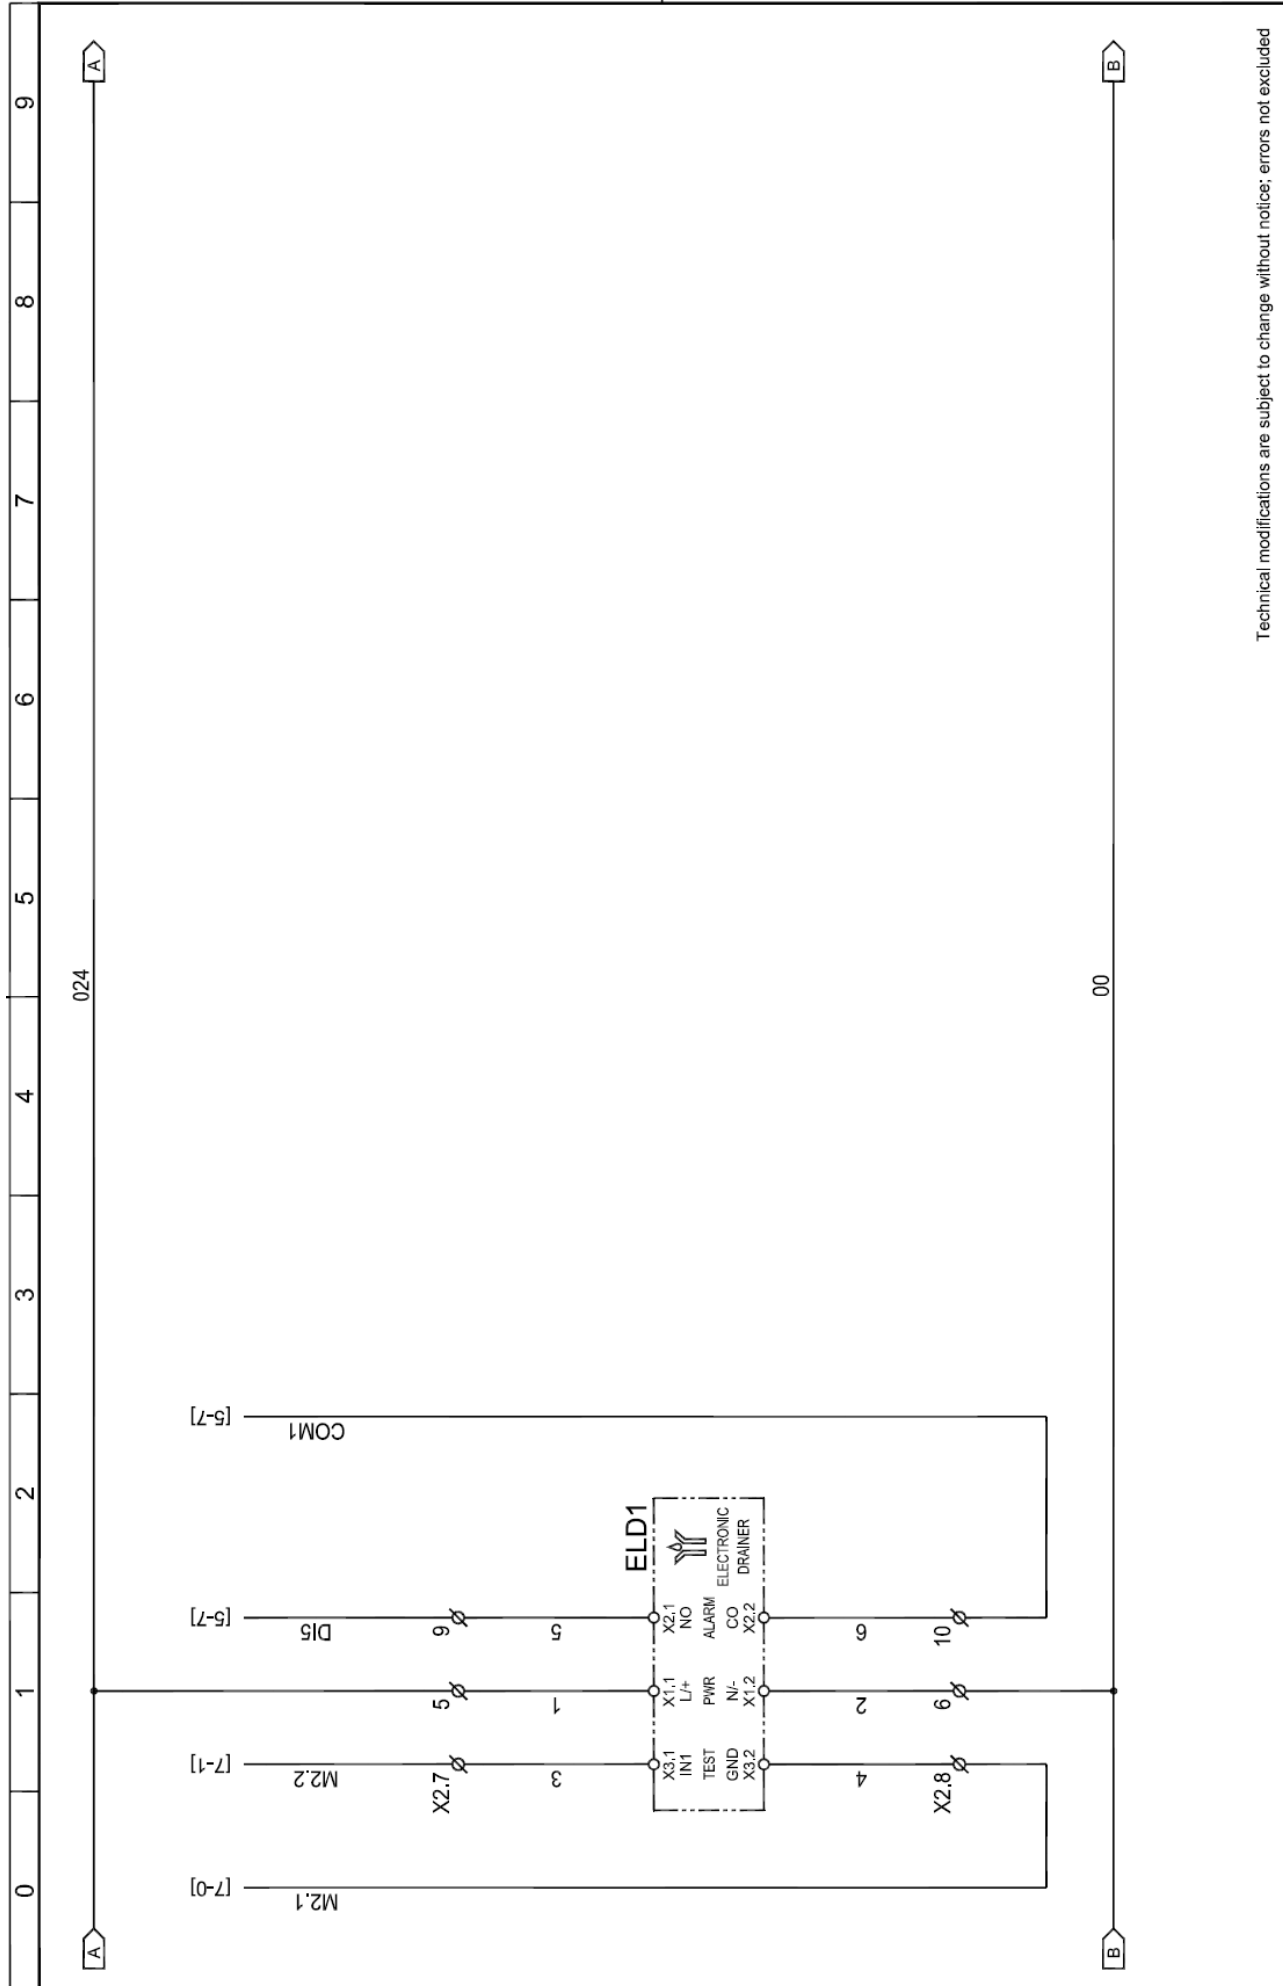 0 1 2 3 4 5 6 7 8 9
A 024 A
[7-0] [7-1] [5-7] [5-7]
M2.1 M2.2 DI5 COM1
X2.7 5 9
3 1 5
ELD1
X3.1 X1.1 X2.1
IN1 L/+ NO
TEST PWR ALARM
GND N/- CO
X3.2 X1.2 X2.2
ELECTRONIC
DRAINER
4 2 6
X2.8 6 10
B 00 B
Technical modifications are subject to change without notice; errors not excluded